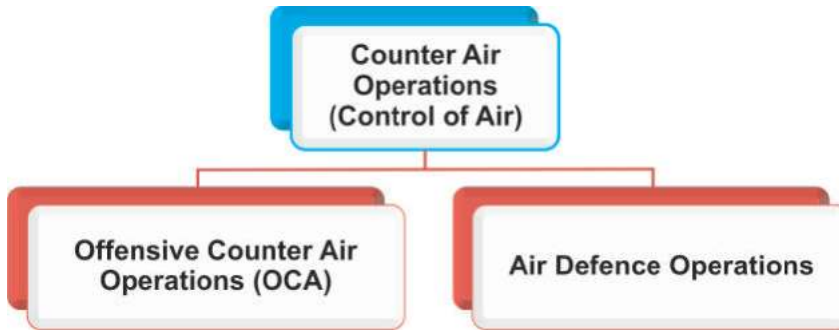 Counter Air
Operations
(Control of Air)
Offensive Counter Air
Operations (OCA)
Air Defence Operations